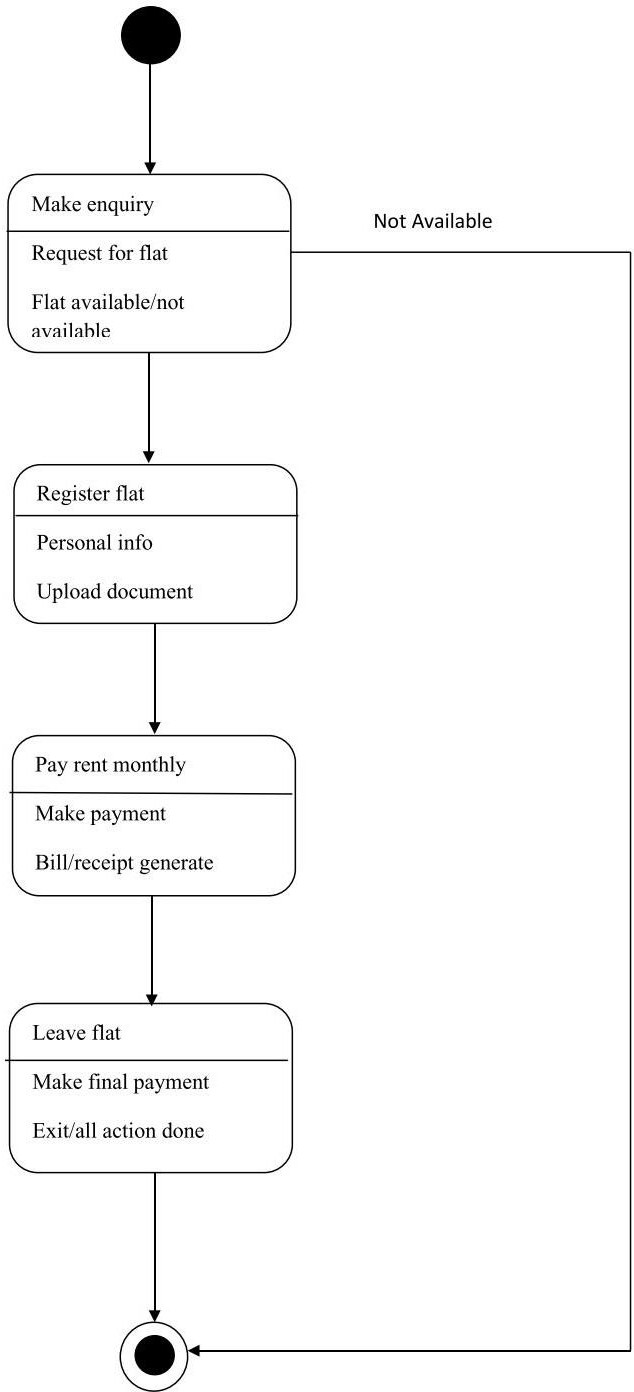 Make enquiry
Not Available
Request for flat
Flat available/not
available
Register flat
Personal info
Upload document
Pay rent monthly
Make payment
Bill/receipt generate
Leave flat
Make final payment
Exit/all action done